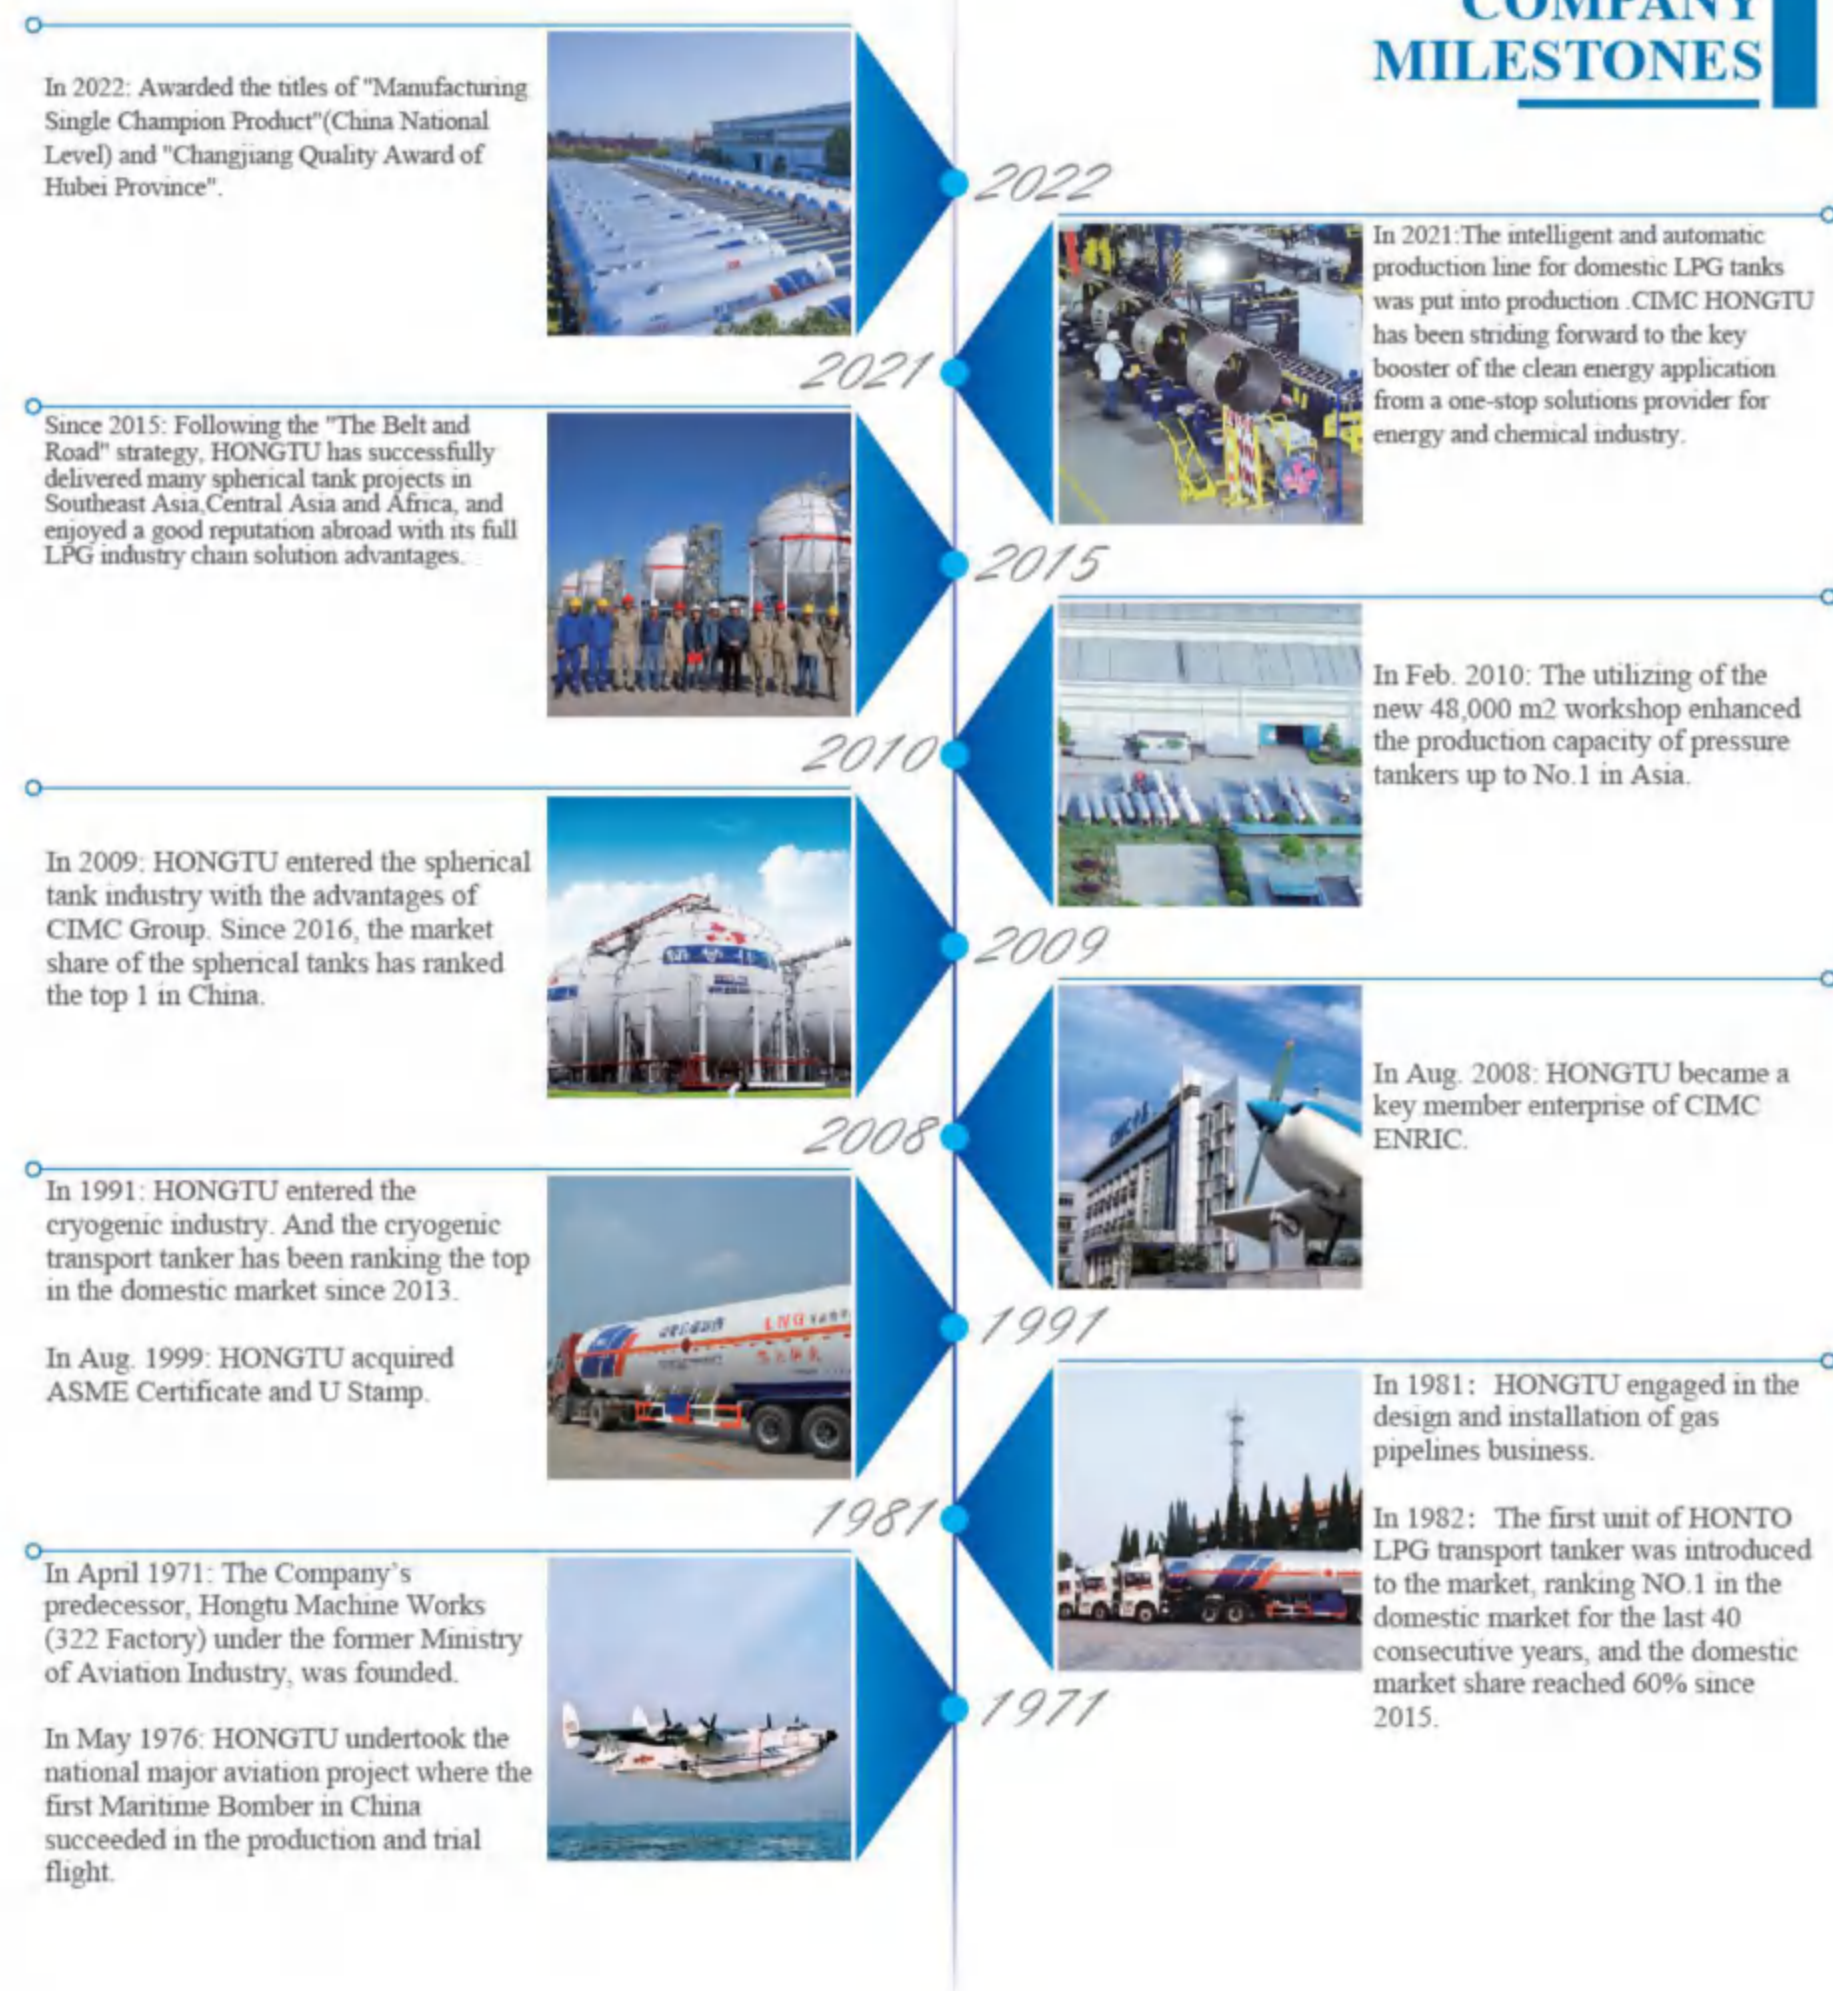 COMPANY
MILESTONES
In 2022: Awarded the titles of "Manufacturing
Single Champion Product"(China National
Level) and "Changjiang Quality Award of
Hubei Province".
2022
In 2021:The intelligent and automatic
production line for domestic LPG tanks
was put into production .CIMC HONGTU
has been striding forward to the key
booster of the clean energy application
from a one-stop solutions provider for
energy and chemical industry.
2021
Since 2015: Following the "The Belt and
Road" strategy, HONGTU has successfully
delivered many spherical tank projects in
Southeast Asia,Central Asia and Africa, and
enjoyed a good reputation abroad with its full
LPG industry chain solution advantages.
2015
In Feb. 2010: The utilizing of the
new 48,000 m2 workshop enhanced
the production capacity of pressure
tankers up to No.1 in Asia.
2010
In 2009: HONGTU entered the spherical
tank industry with the advantages of
CIMC Group. Since 2016, the market
share of the spherical tanks has ranked
the top 1 in China.
2009
In Aug. 2008: HONGTU became a
key member enterprise of CIMC
ENRIC.
2008
In 1991: HONGTU entered the
cryogenic industry. And the cryogenic
transport tanker has been ranking the top
in the domestic market since 2013.
In Aug. 1999: HONGTU acquired
ASME Certificate and U Stamp.
LNG
1991
In 1981: HONGTU engaged in the
design and installation of gas
pipelines business.
In 1982: The first unit of HONTO
LPG transport tanker was introduced
to the market, ranking NO.1 in the
domestic market for the last 40
consecutive years, and the domestic
market share reached 60% since
2015.
1981
In April 1971: The Company's
predecessor, Hongtu Machine Works
(322 Factory) under the former Ministry
of Aviation Industry, was founded.
In May 1976: HONGTU undertook the
national major aviation project where the
first Maritime Bomber in China
succeeded in the production and trial
flight.
1971